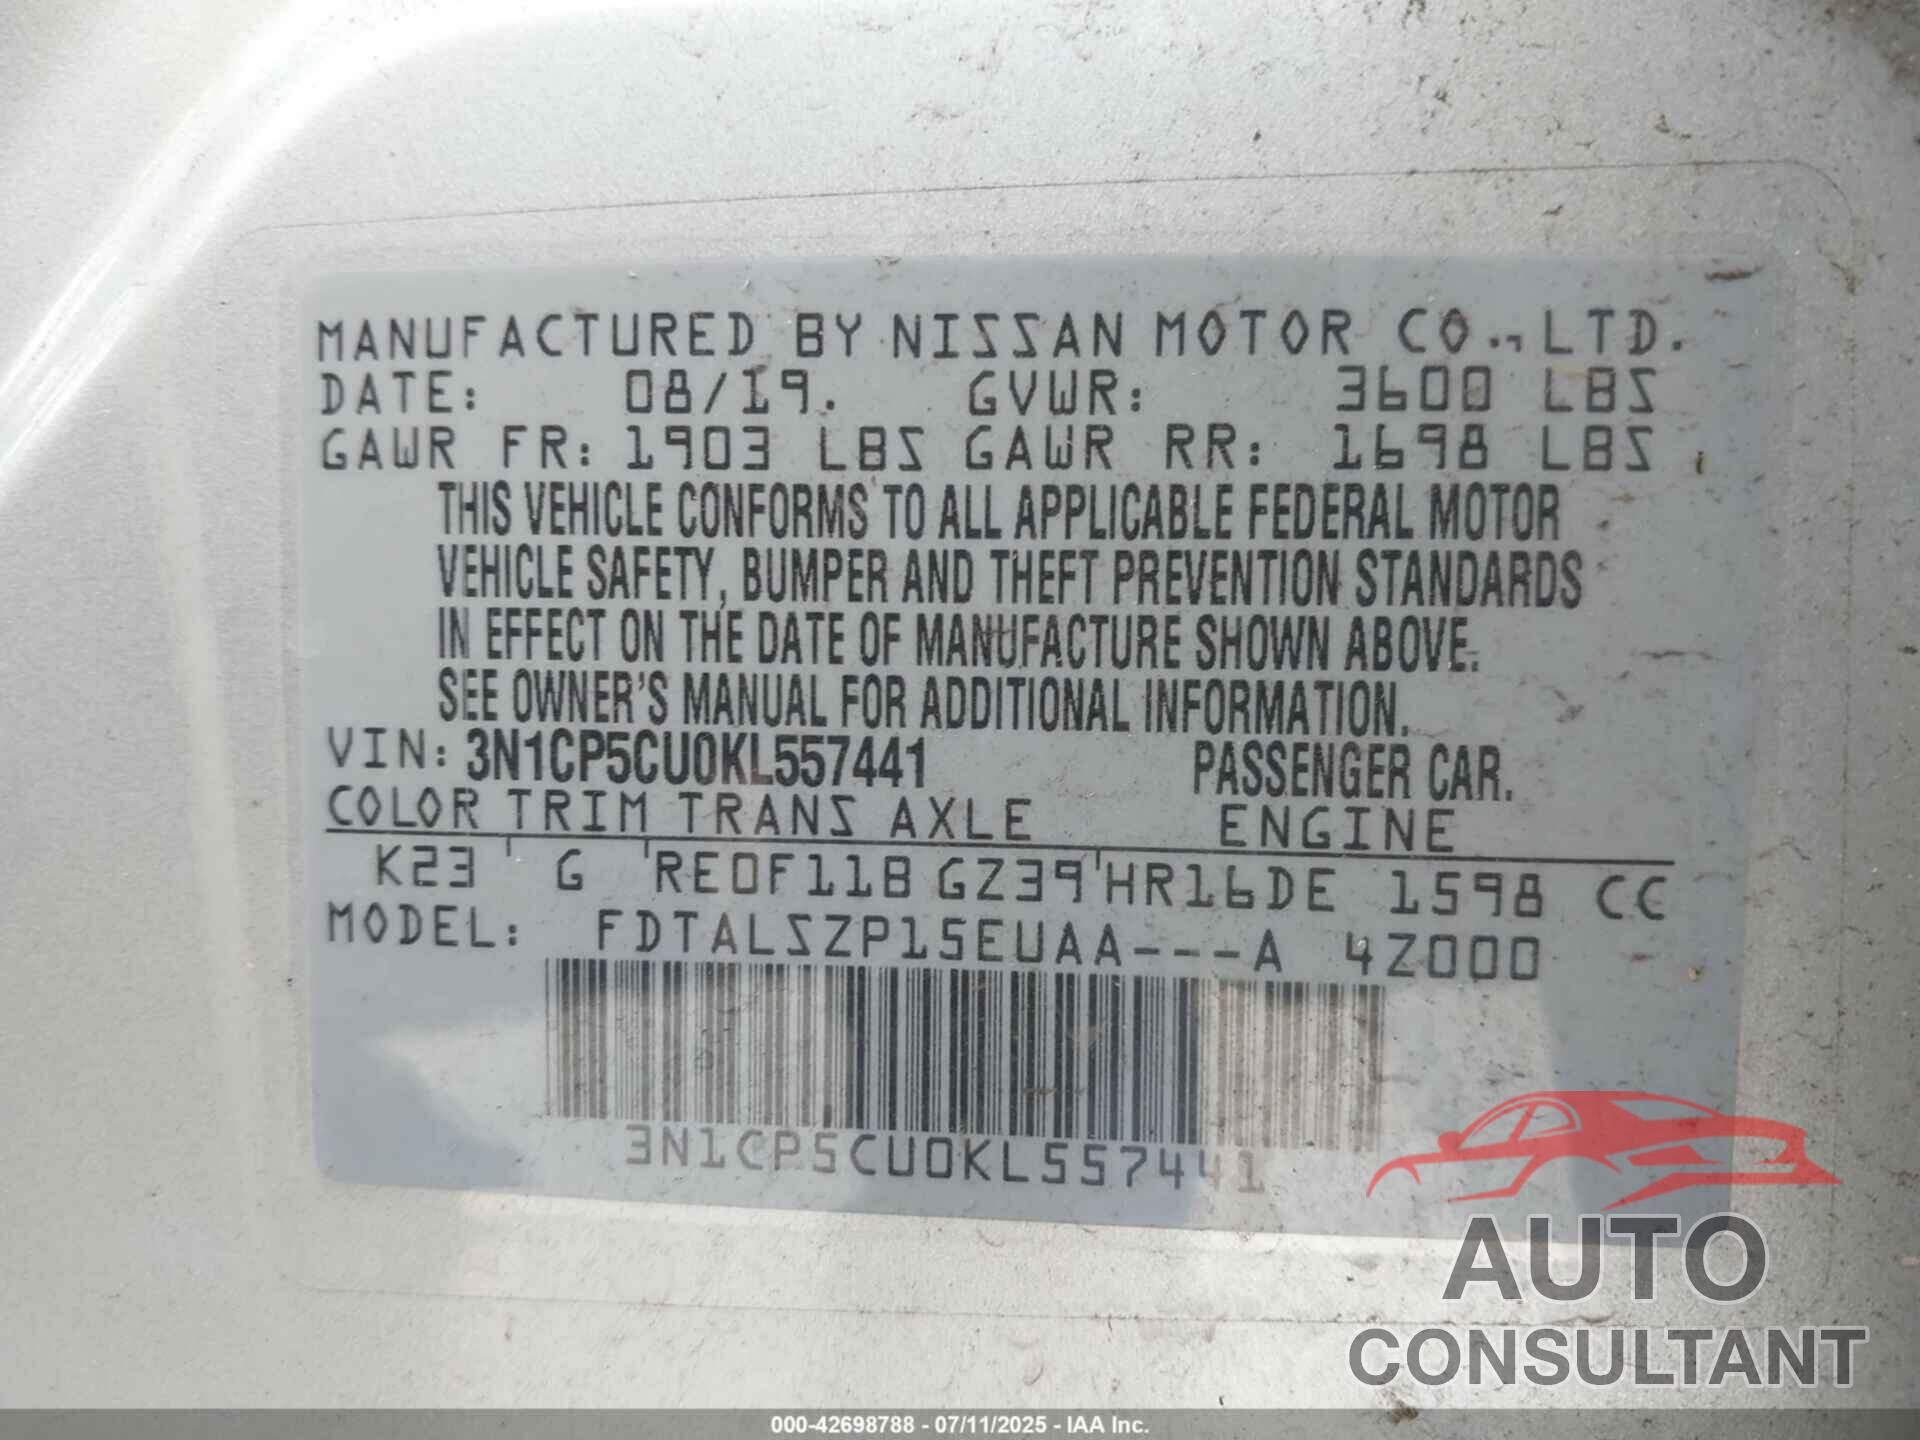 MANUFACTURED BY NISSAN MOTOR CO., LTD.
DATE: 08/19. GVWR: 3600 LBS
GAWR FR: 1903 LBS GAWR RR: 1698 LBS
THIS VEHICLE CONFORMS TO ALL APPLICABLE FEDERAL MOTOR
VEHICLE SAFETY, BUMPER AND THEFT PREVENTION STANDARDS
IN EFFECT ON THE DATE OF MANUFACTURE SHOWN ABOVE.
SEE OWNER'S MANUAL FOR ADDITIONAL INFORMATION.
VIN: 3N1CP5CU0KL557441 PASSENGER CAR.
COLOR TRIM TRANS AXLE ENGINE
K23 G RE0F11B GZ39 HR16DE 1598 CC
MODEL: FDTALSZP15EUAA---A 4Z000
3N1CP5CU0KL557441
AUTO
CONSULTANT
000-42698788 - 07/11/2025 - IAA Inc.